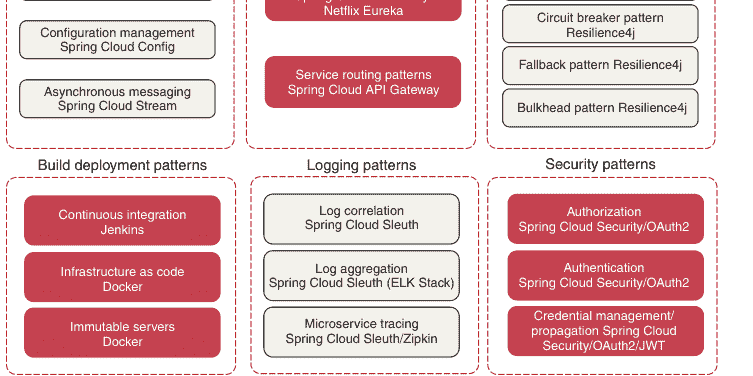 Configuration management
Spring Cloud Config
Asynchronous messaging
Spring Cloud Stream
Netflix Eureka
Service routing patterns
Spring Cloud API Gateway
Circuit breaker pattern
Resilience4j
Fallback pattern Resilience4j
Bulkhead pattern Resilience4j
Build deployment patterns
Continuous integration
Jenkins
Infrastructure as code
Docker
Immutable servers
Docker
Logging patterns
Log correlation
Spring Cloud Sleuth
Log aggregation
Spring Cloud Sleuth (ELK Stack)
Microservice tracing
Spring Cloud Sleuth/Zipkin
Security patterns
Authorization
Spring Cloud Security/OAuth2
Authentication
Spring Cloud Security/OAuth2
Credential management/
propagation Spring Cloud
Security/OAuth2/JWT